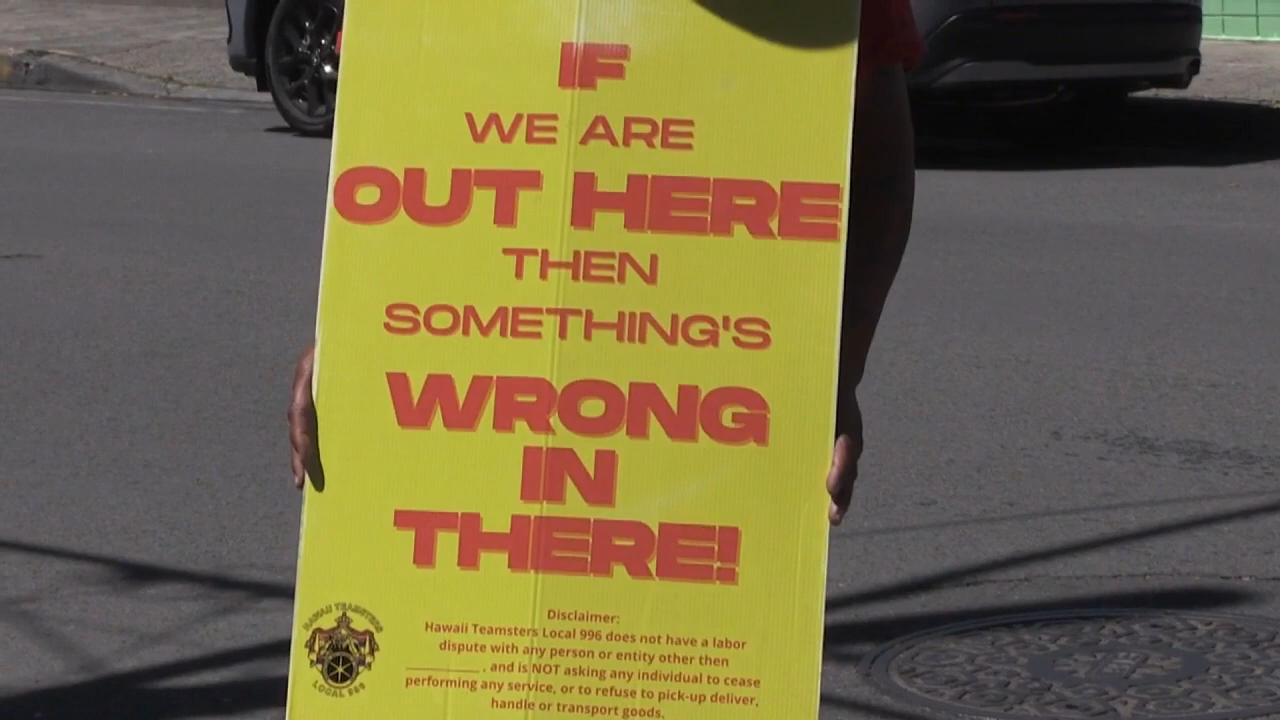 IF
WE ARE
OUT HERE
THEN
SOMETHING'S
WRONG
IN
THERE!
HAWAII TEAMSTERS
LOCAL 996
Disclaimer:
Hawaii Teamsters Local 996 does not have a labor
dispute with any person or entity other then
____________ , and is NOT asking any individual to cease
performing any service, or to refuse to pick-up deliver,
handle or transport goods.